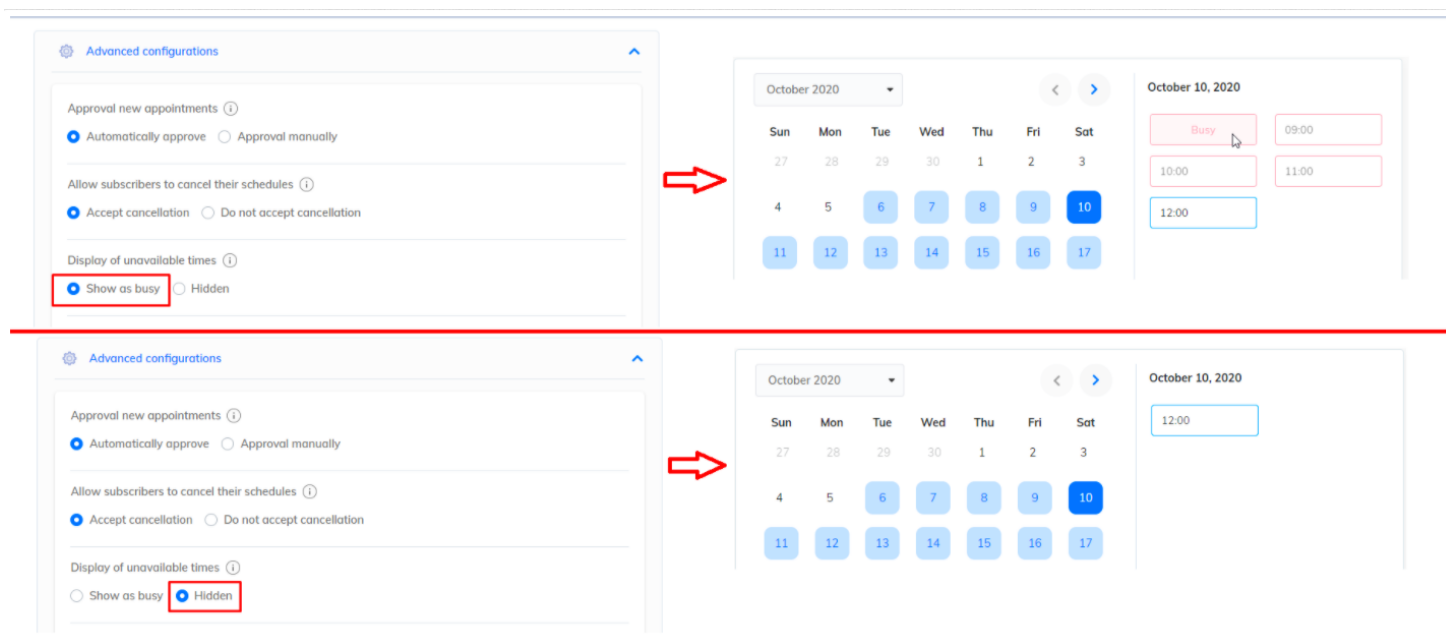 Advanced configurations
Approval new appointments
Automatically approve Approval manually
Allow subscribers to cancel their schedules
Accept cancellation Do not accept cancellation
Display of unavailable times
Show as busy Hidden
October 2020
Sun Mon Tue Wed Thu Fri Sat
27 28 29 30 1 2 3
4 5 6 7 8 9 10
11 12 13 14 15 16 17
October 10, 2020
Busy 09:00
10:00 11:00
12:00
Advanced configurations
Approval new appointments
Automatically approve Approval manually
Allow subscribers to cancel their schedules
Accept cancellation Do not accept cancellation
Display of unavailable times
Show as busy Hidden
October 2020
Sun Mon Tue Wed Thu Fri Sat
27 28 29 30 1 2 3
4 5 6 7 8 9 10
11 12 13 14 15 16 17
October 10, 2020
12:00